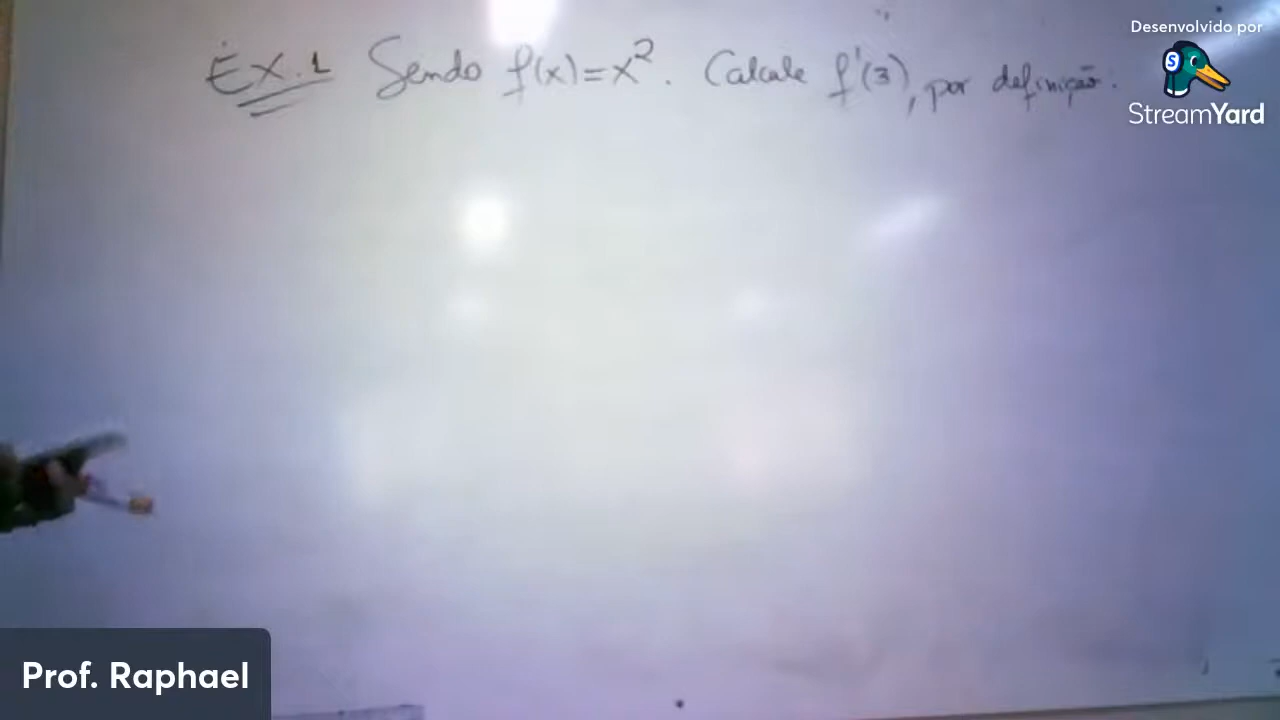 EX.1 Sendo f(x)=x². Calcule f'(3), por definição.
Desenvolvido por
StreamYard
Prof. Raphael